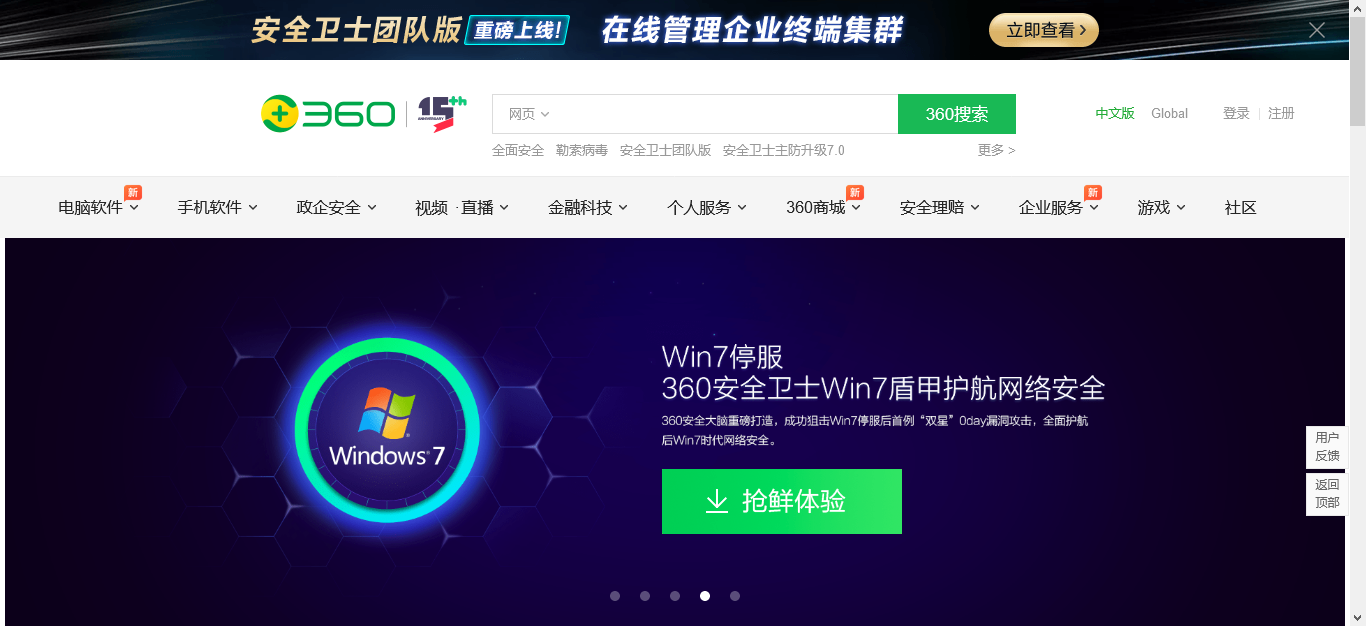 安全卫士团队版 重磅上线! 在线管理企业终端集群 立即查看
360 15th ANNIVERSARY 网页 360搜索 中文版 Global 登录 注册
全面安全 勒索病毒 安全卫士团队版 安全卫士主防升级7.0 更多 >
电脑软件 新 手机软件 政企安全 视频 · 直播 金融科技 个人服务 360商城 新 安全理赔 企业服务 新 游戏 社区
Win7停服
360安全卫士Win7盾甲护航网络安全
360安全大脑重磅打造，成功狙击Win7停服后首例“双星”0day漏洞攻击，全面护航
后Win7时代网络安全。
Windows® 7
抢鲜体验
用户
反馈
返回
顶部